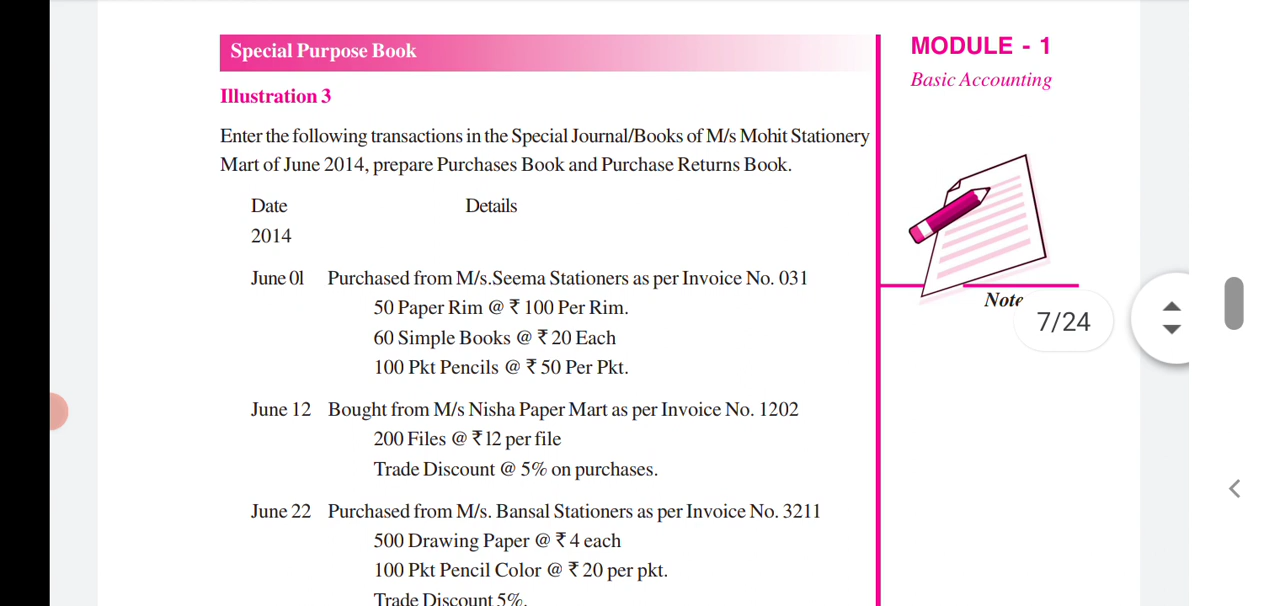 Special Purpose Book
MODULE - 1
Basic Accounting
Illustration 3
Enter the following transactions in the Special Journal/Books of M/s Mohit Stationery
Mart of June 2014, prepare Purchases Book and Purchase Returns Book.
Date Details
2014
June 01 Purchased from M/s.Seema Stationers as per Invoice No. 031
50 Paper Rim @ ₹ 100 Per Rim.
60 Simple Books @ ₹ 20 Each
100 Pkt Pencils @ ₹ 50 Per Pkt.
June 12 Bought from M/s Nisha Paper Mart as per Invoice No. 1202
200 Files @ ₹ 12 per file
Trade Discount @ 5% on purchases.
June 22 Purchased from M/s. Bansal Stationers as per Invoice No. 3211
500 Drawing Paper @ ₹ 4 each
100 Pkt Pencil Color @ ₹ 20 per pkt.
Trade Discount 5%.
Note
7/24